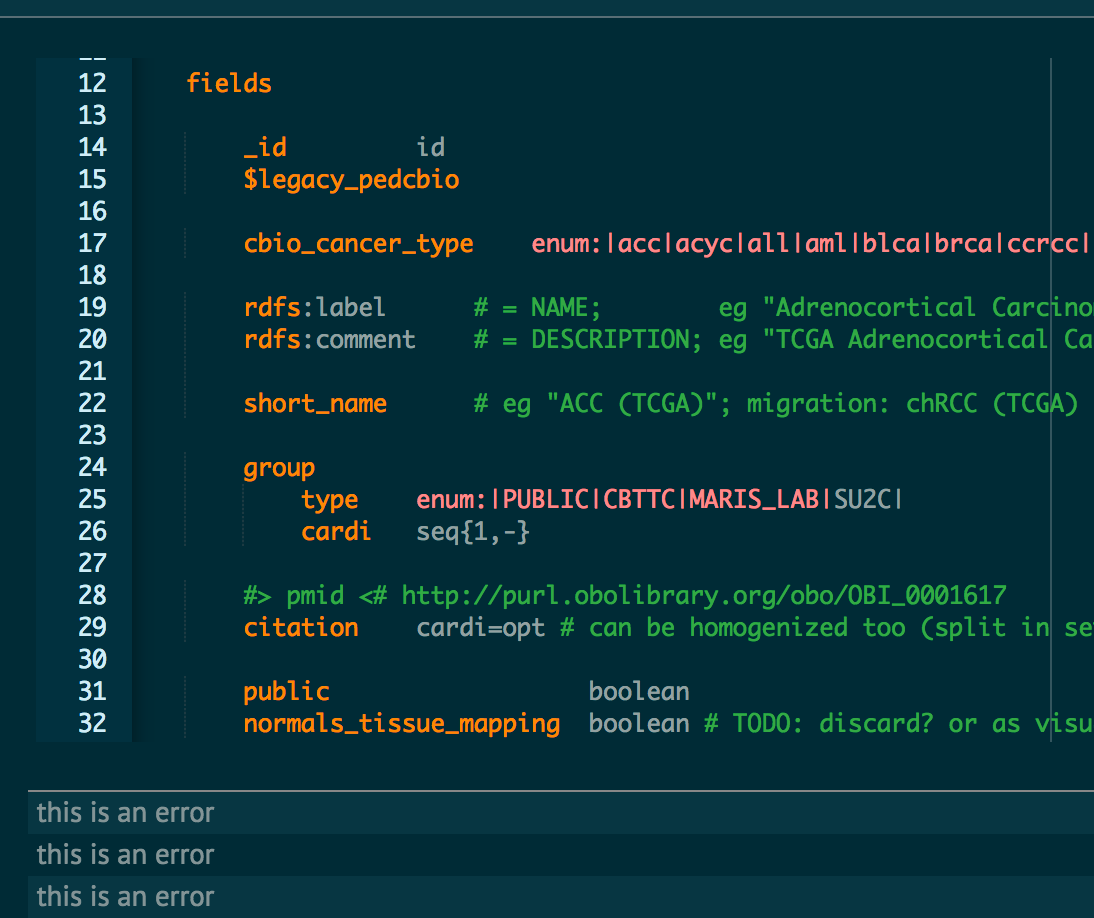 12 fields
13
14 _id id
15 $legacy_pedcbio
16
17 cbio_cancer_type enum:|acc|acyc|all|aml|blca|brca|ccrcc|
18
19 rdfs:label # = NAME; eg "Adrenocortical Carcino
20 rdfs:comment # = DESCRIPTION; eg "TCGA Adrenocortical Ca
21
22 short_name # eg "ACC (TCGA)"; migration: chRCC (TCGA)
23
24 group
25 type enum:|PUBLIC|CBTTC|MARIS_LAB|SU2C|
26 cardi seq{1,-}
27
28 #> pmid <# http://purl.obolibrary.org/obo/OBI_0001617
29 citation cardi=opt # can be homogenized too (split in se
30
31 public boolean
32 normals_tissue_mapping boolean # TODO: discard? or as visu
this is an error
this is an error
this is an error